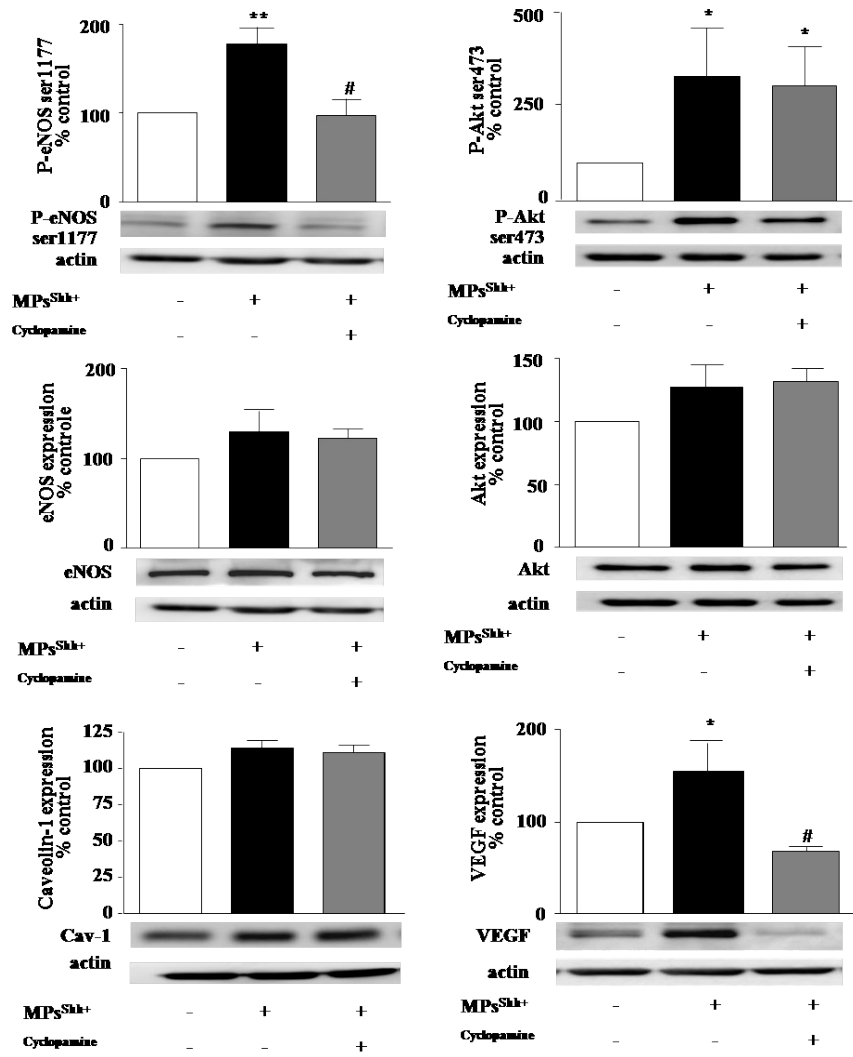 P-eNOS ser1177
% control
200
100
0
**
#
P-eNOS
ser1177
actin
MPsShh+ - + +
Cyclopamine - - +
P-Akt ser473
% control
500
250
0
*
*
P-Akt
ser473
actin
MPsShh+ - + +
Cyclopamine - - +
eNOS expression
% controle
200
100
0
eNOS
actin
MPsShh+ - + +
Cyclopamine - - +
Akt expression
% control
150
100
50
0
Akt
actin
MPsShh+ - + +
Cyclopamine - - +
Caveolin-1 expression
% control
125
100
75
50
25
0
Cav-1
actin
MPsShh+ - + +
Cyclopamine - - +
VEGF expression
% control
200
100
0
*
#
VEGF
actin
MPsShh+ - + +
Cyclopamine - - +